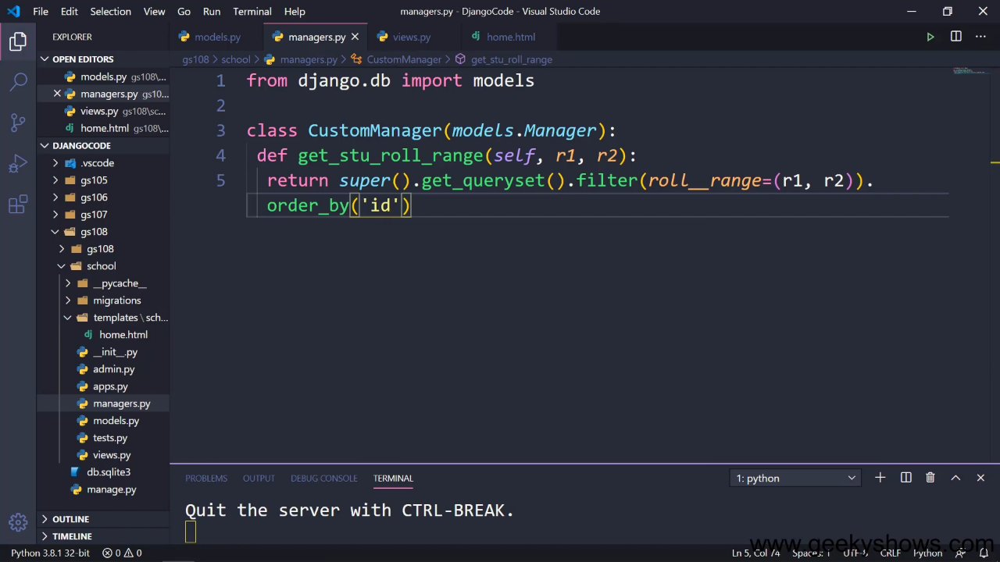 File Edit Selection View Go Run Terminal Help managers.py - DjangoCode - Visual Studio Code
EXPLORER
OPEN EDITORS
models.py gs108\...
managers.py gs10...
views.py gs108\sc...
home.html gs108\...
DJANGOCODE
.vscode
gs105
gs106
gs107
gs108
gs108
school
__pycache__
migrations
templates \ sch...
home.html
__init__.py
admin.py
apps.py
managers.py
models.py
tests.py
views.py
db.sqlite3
manage.py
OUTLINE
TIMELINE
models.py managers.py views.py home.html
gs108 > school > managers.py > CustomManager > get_stu_roll_range
1 from django.db import models
2
3 class CustomManager(models.Manager):
4 def get_stu_roll_range(self, r1, r2):
5 return super().get_queryset().filter(roll__range=(r1, r2)).
order_by('id')
PROBLEMS OUTPUT DEBUG CONSOLE TERMINAL 1: python
Quit the server with CTRL-BREAK.
www.geekyshows.com
Python 3.8.1 32-bit 0 0 Ln 5, Col 74 Spaces: 1 UTF-8 CRLF Python